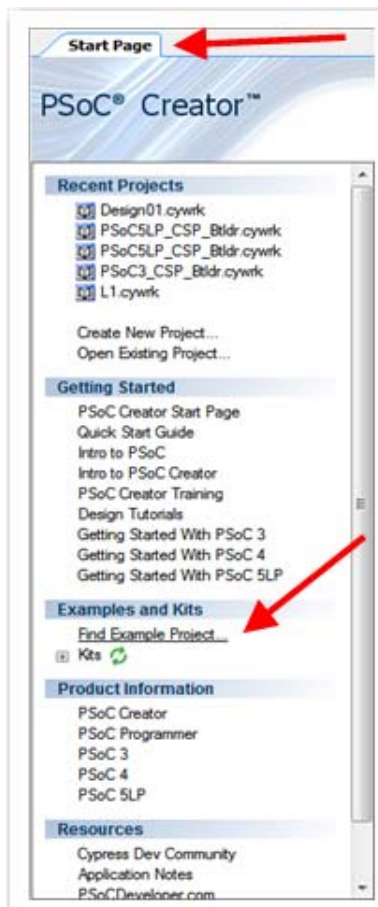 Start Page
PSoC® Creator™
Recent Projects
Design01.cywrk
PSoC5LP_CSP_Btldr.cywrk
PSoC5LP_CSP_Btldr.cywrk
PSoC3_CSP_Btldr.cywrk
L1.cywrk
Create New Project...
Open Existing Project...
Getting Started
PSoC Creator Start Page
Quick Start Guide
Intro to PSoC
Intro to PSoC Creator
PSoC Creator Training
Design Tutorials
Getting Started With PSoC 3
Getting Started With PSoC 4
Getting Started With PSoC 5LP
Examples and Kits
Find Example Project...
Kits
Product Information
PSoC Creator
PSoC Programmer
PSoC 3
PSoC 4
PSoC 5LP
Resources
Cypress Dev Community
Application Notes
PSoCDeveloper.com